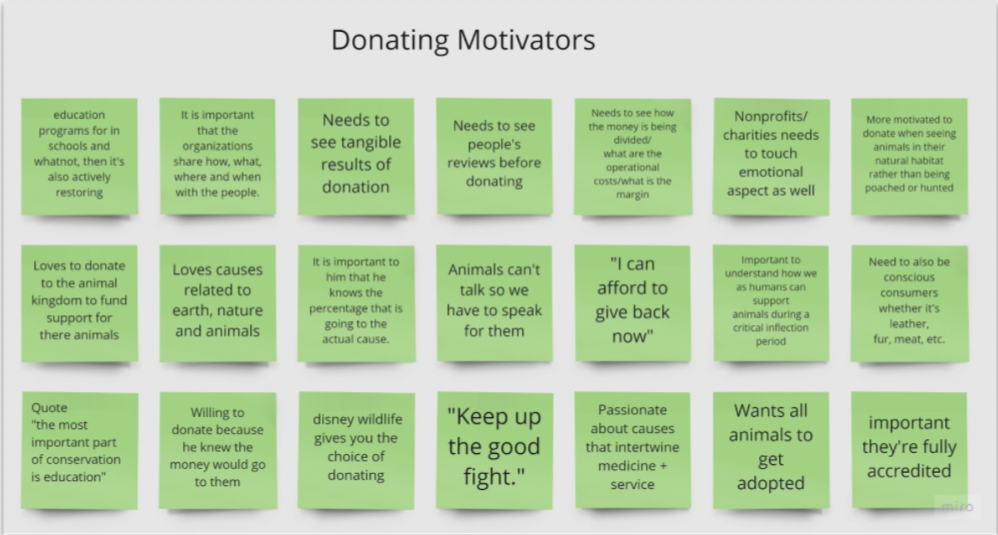 Donating Motivators
education
programs for in
schools and
whatnot, then it's
also actively
restoring
It is important
that the
organizations
share how, what,
where and when
with the people.
Needs to
see tangible
results of
donation
Needs to see
people's
reviews before
donating
Needs to see how
the money is being
divided/
what are the
operational
costs/what is the
margin
Nonprofits/
charities needs
to touch
emotional
aspect as well
More motivated to
donate when seeing
animals in their
natural habitat
rather than being
poached or hunted
Loves to donate
to the animal
kingdom to fund
support for
there animals
Loves causes
related to
earth, nature
and animals
It is important to
him that he
knows the
percentage that is
going to the
actual cause.
Animals can't
talk so we
have to speak
for them
"I can
afford to
give back
now"
Important to
understand how we
as humans can
support
animals during a
critical inflection
period
Need to also be
conscious
consumers
whether it's
leather,
fur, meat, etc.
Quote
"the most
important part
of conservation
is education"
Willing to
donate because
he knew the
money would go
to them
disney wildlife
gives you the
choice of
donating
"Keep up
the good
fight."
Passionate
about causes
that intertwine
medicine +
service
Wants all
animals to
get
adopted
important
they're fully
accredited
miro